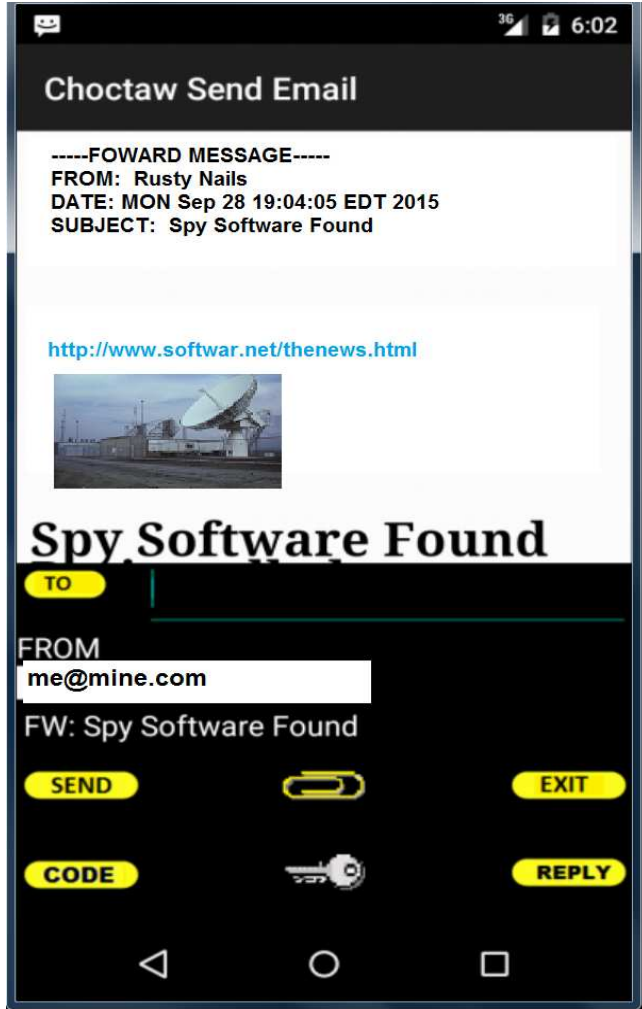 3G 6:02
Choctaw Send Email
-----FOWARD MESSAGE-----
FROM: Rusty Nails
DATE: MON Sep 28 19:04:05 EDT 2015
SUBJECT: Spy Software Found
http://www.softwar.net/thenews.html
Spy Software Found
TO
FROM
me@mine.com
FW: Spy Software Found
SEND EXIT
CODE REPLY